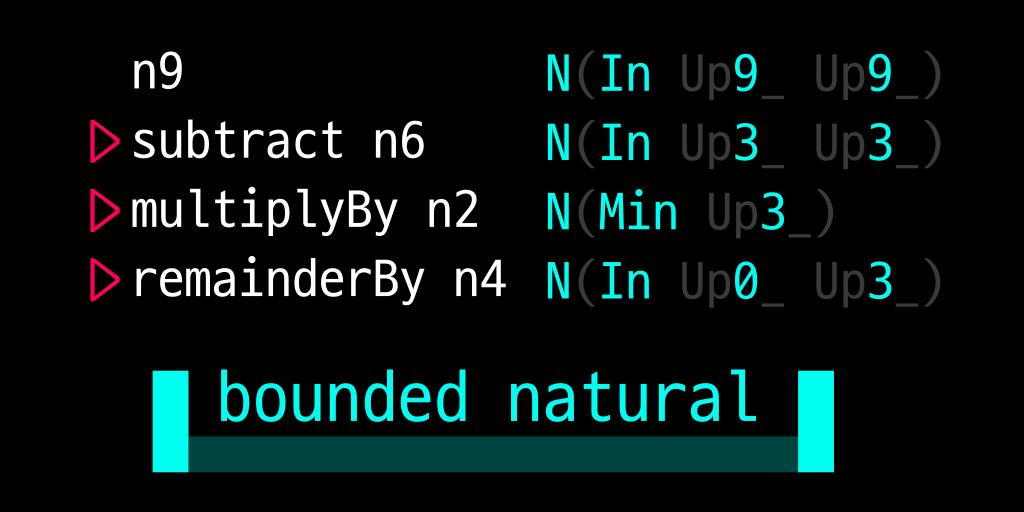 n9 N(In Up9_ Up9_)
▷subtract n6 N(In Up3_ Up3_)
▷multiplyBy n2 N(Min Up3_)
▷remainderBy n4 N(In Up0_ Up3_)
bounded natural